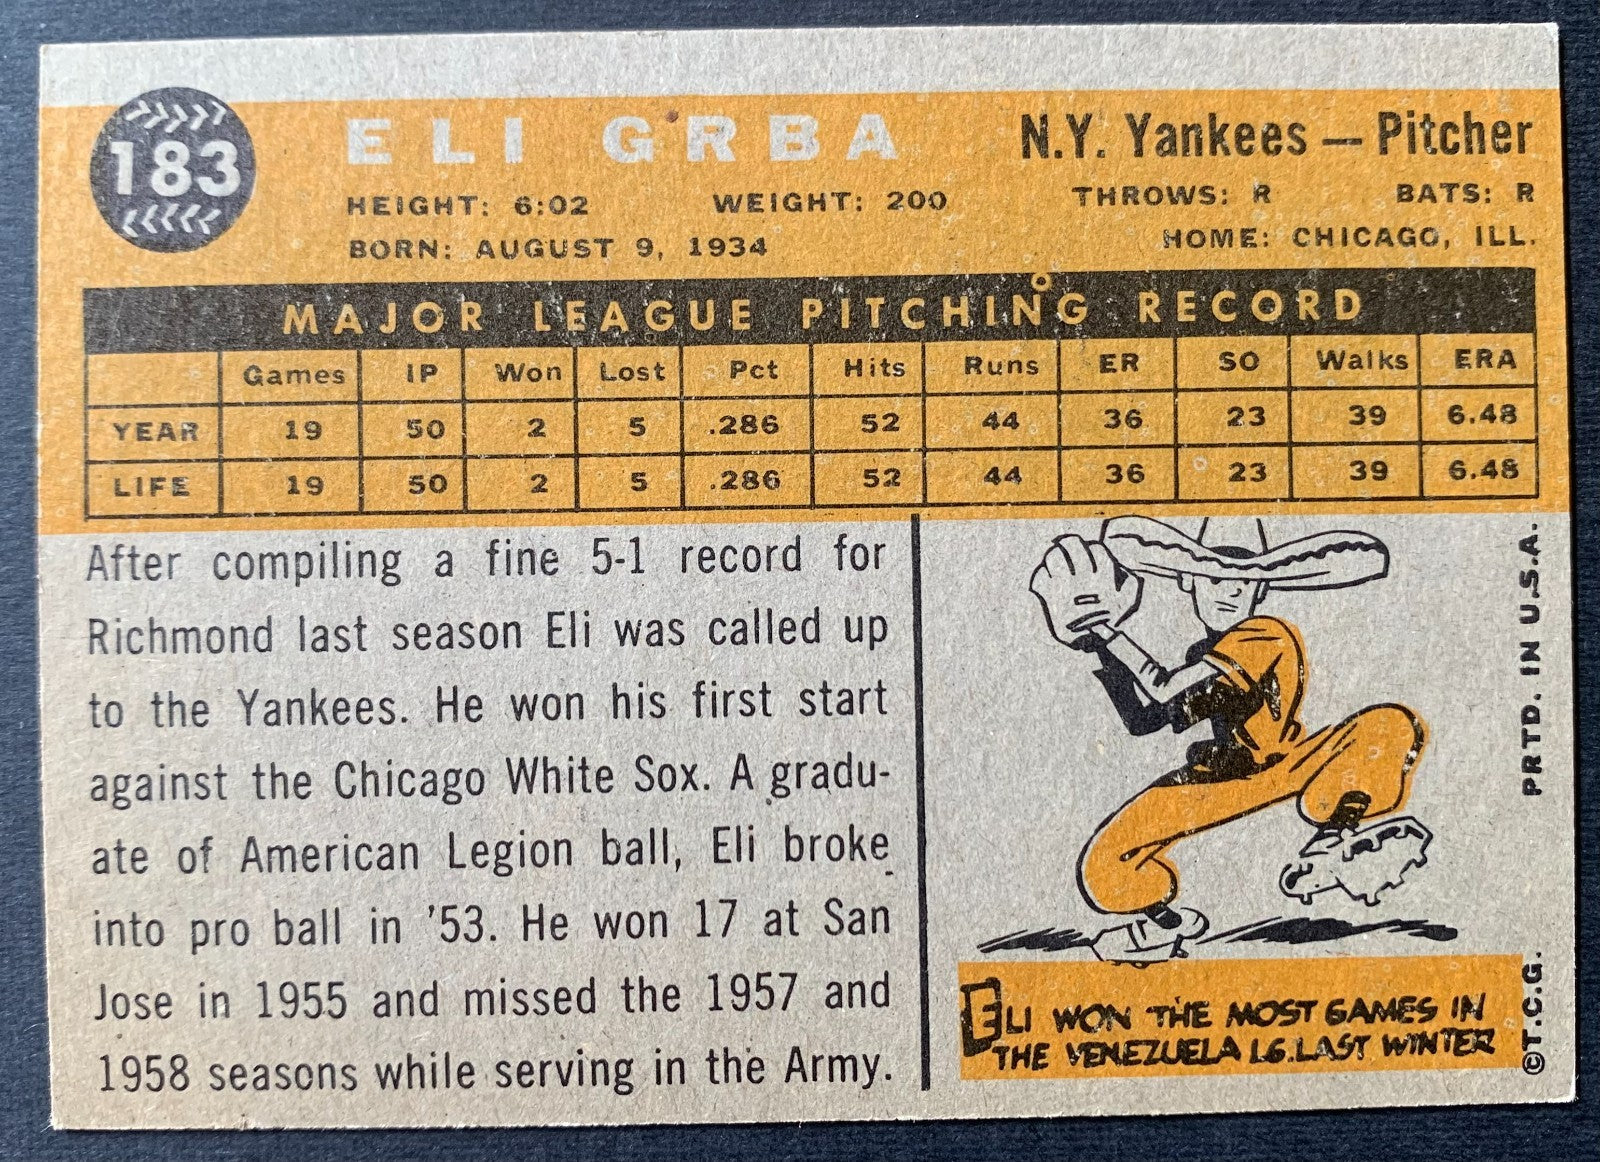 183
ELI GRBA
N.Y. Yankees — Pitcher
HEIGHT: 6:02 WEIGHT: 200 THROWS: R BATS: R
BORN: AUGUST 9, 1934 HOME: CHICAGO, ILL.
MAJOR LEAGUE PITCHING RECORD
Games IP Won Lost Pct Hits Runs ER SO Walks ERA
YEAR 19 50 2 5 .286 52 44 36 23 39 6.48
LIFE 19 50 2 5 .286 52 44 36 23 39 6.48
After compiling a fine 5-1 record for
Richmond last season Eli was called up
to the Yankees. He won his first start
against the Chicago White Sox. A gradu-
ate of American Legion ball, Eli broke
into pro ball in '53. He won 17 at San
Jose in 1955 and missed the 1957 and
1958 seasons while serving in the Army.
ELI WON THE MOST GAMES IN
THE VENEZUELA LG. LAST WINTER
©T.C.G. PRTD. IN U.S.A.